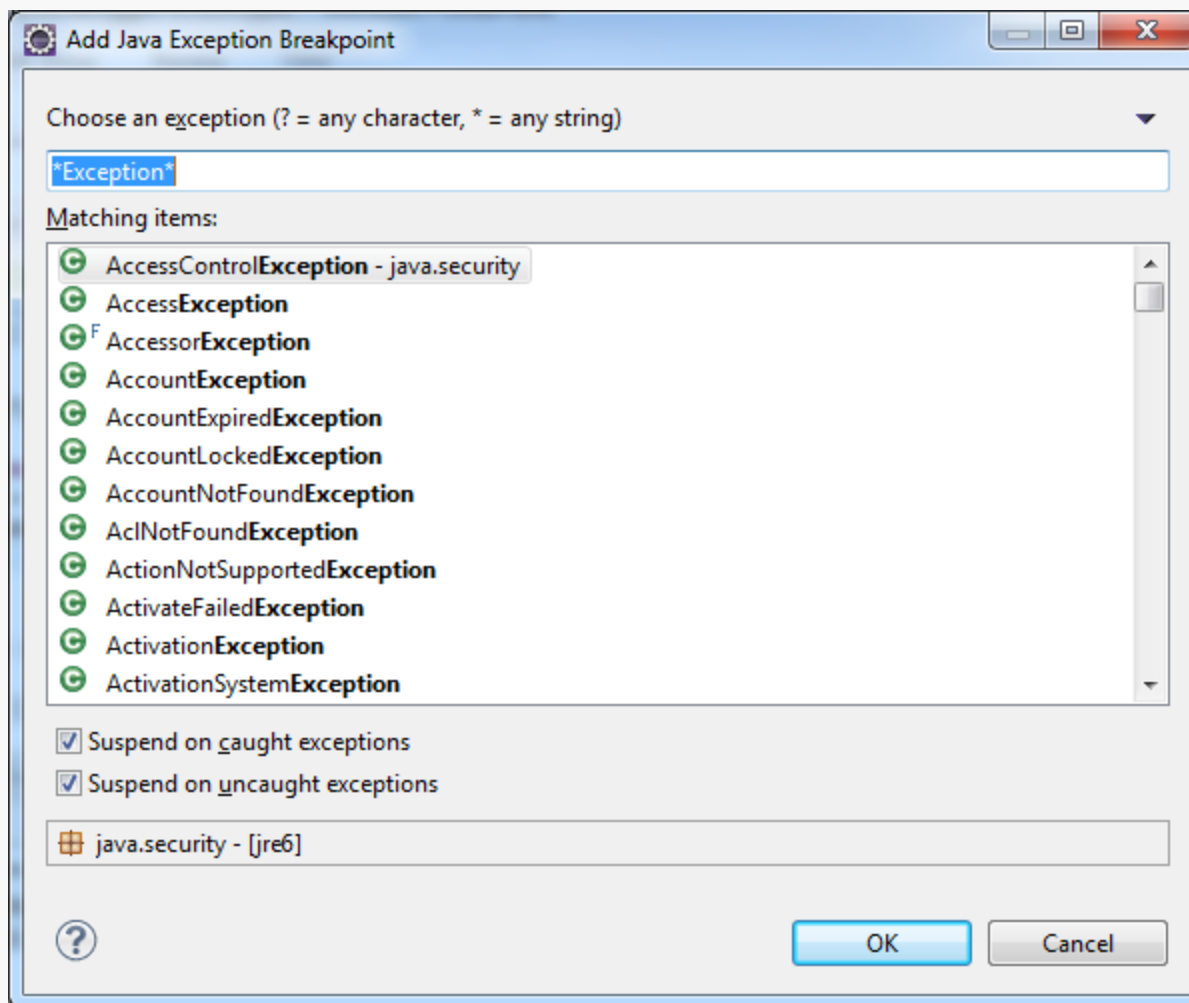 Add Java Exception Breakpoint
Choose an exception (? = any character, * = any string)
*Exception*
Matching items:
AccessControlException - java.security
AccessException
F AccessorException
AccountException
AccountExpiredException
AccountLockedException
AccountNotFoundException
AclNotFoundException
ActionNotSupportedException
ActivateFailedException
ActivationException
ActivationSystemException
Suspend on caught exceptions
Suspend on uncaught exceptions
java.security - [jre6]
OK Cancel